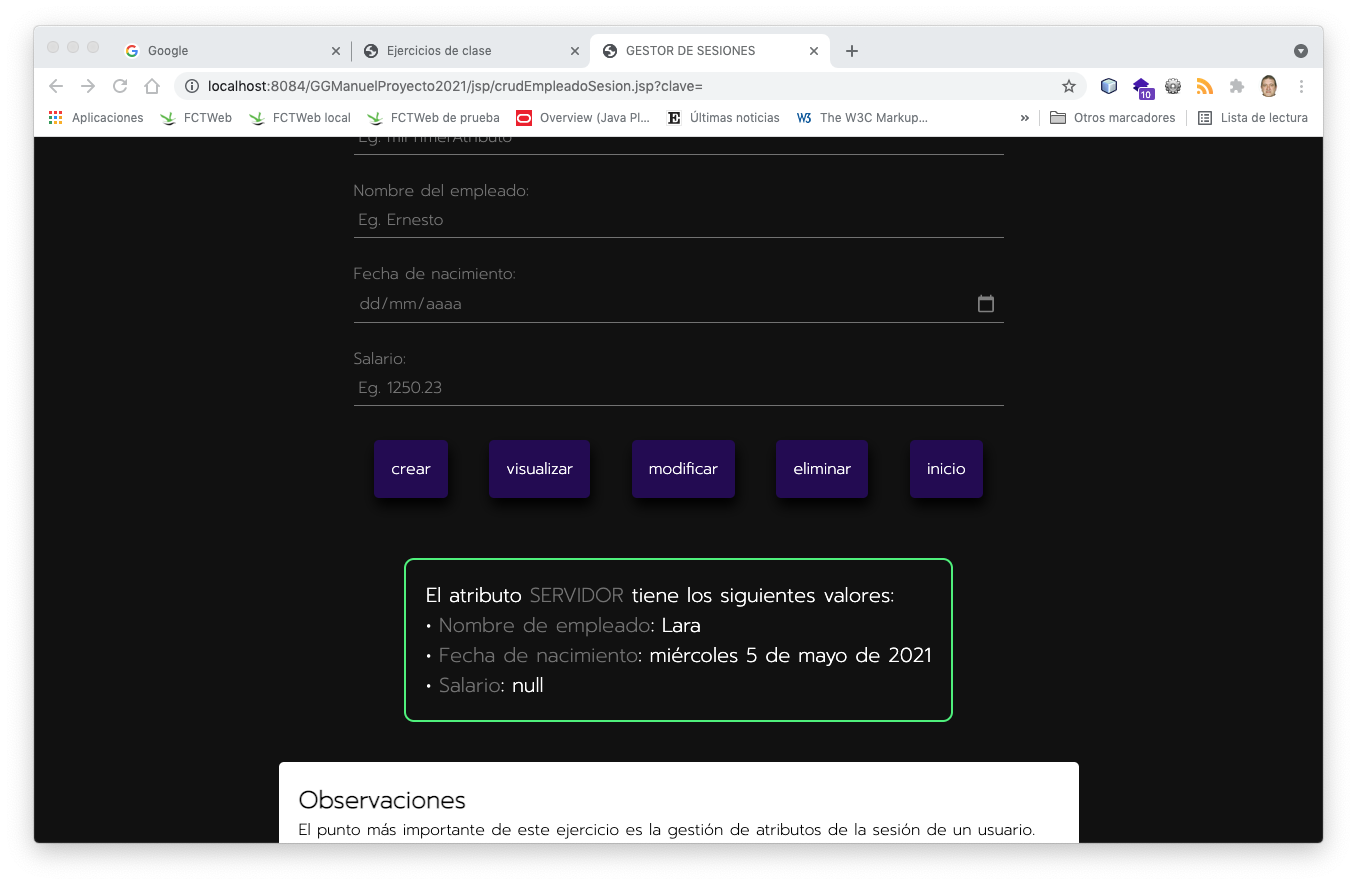 Google
Ejercicios de clase
GESTOR DE SESIONES
localhost:8084/GGManuelProyecto2021/jsp/crudEmpleadoSesion.jsp?clave=
10
Aplicaciones
FCTWeb
FCTWeb local
FCTWeb de prueba
Overview (Java Pl...
E
Últimas noticias
W3
The W3C Markup...
»
Otros marcadores
Lista de lectura
Eg. miPrimerAtributo
Nombre del empleado:
Eg. Ernesto
Fecha de nacimiento:
dd/mm/aaaa
Salario:
Eg. 1250.23
crear
visualizar
modificar
eliminar
inicio
El atributo SERVIDOR tiene los siguientes valores:
• Nombre de empleado: Lara
• Fecha de nacimiento: miércoles 5 de mayo de 2021
• Salario: null
Observaciones
El punto más importante de este ejercicio es la gestión de atributos de la sesión de un usuario.